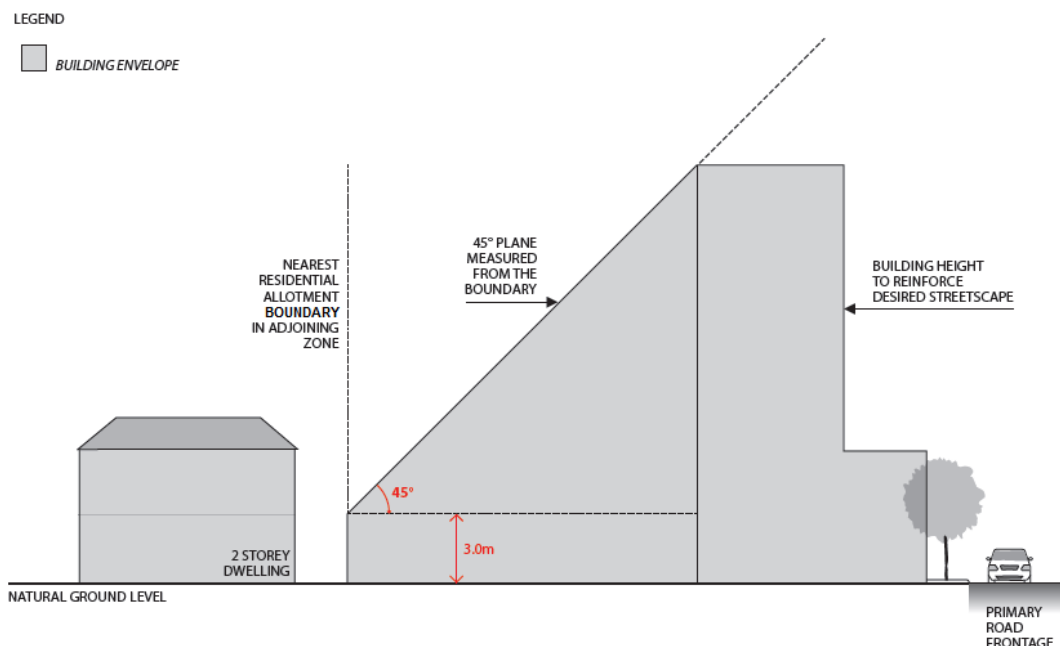 LEGEND
BUILDING ENVELOPE
NEAREST
RESIDENTIAL
ALLOTMENT
BOUNDARY
IN ADJOINING
ZONE
45° PLANE
MEASURED
FROM THE
BOUNDARY
BUILDING HEIGHT
TO REINFORCE
DESIRED STREETSCAPE
45°
3.0m
2 STOREY
DWELLING
NATURAL GROUND LEVEL
PRIMARY
ROAD
FRONTAGE